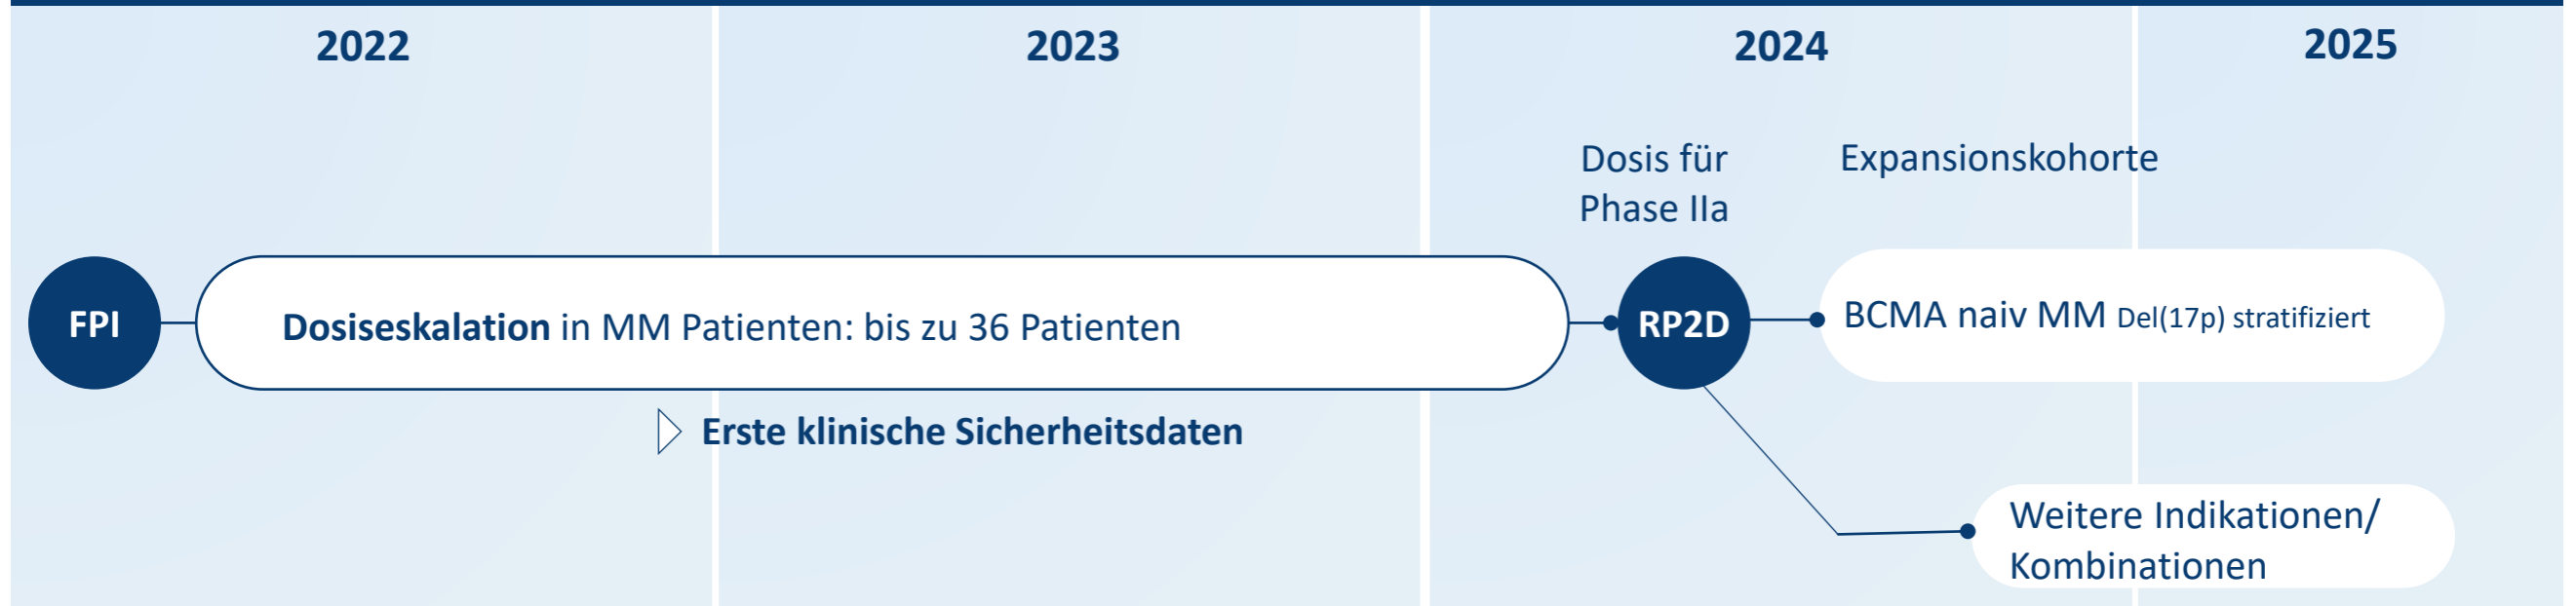 2022
2023
2024
2025
Dosis für
Phase IIa
Expansionskohorte
FPI
Dosiseskalation in MM Patienten: bis zu 36 Patienten
RP2D
BCMA naiv MM Del(17p) stratifiziert
Erste klinische Sicherheitsdaten
Weitere Indikationen/
Kombinationen